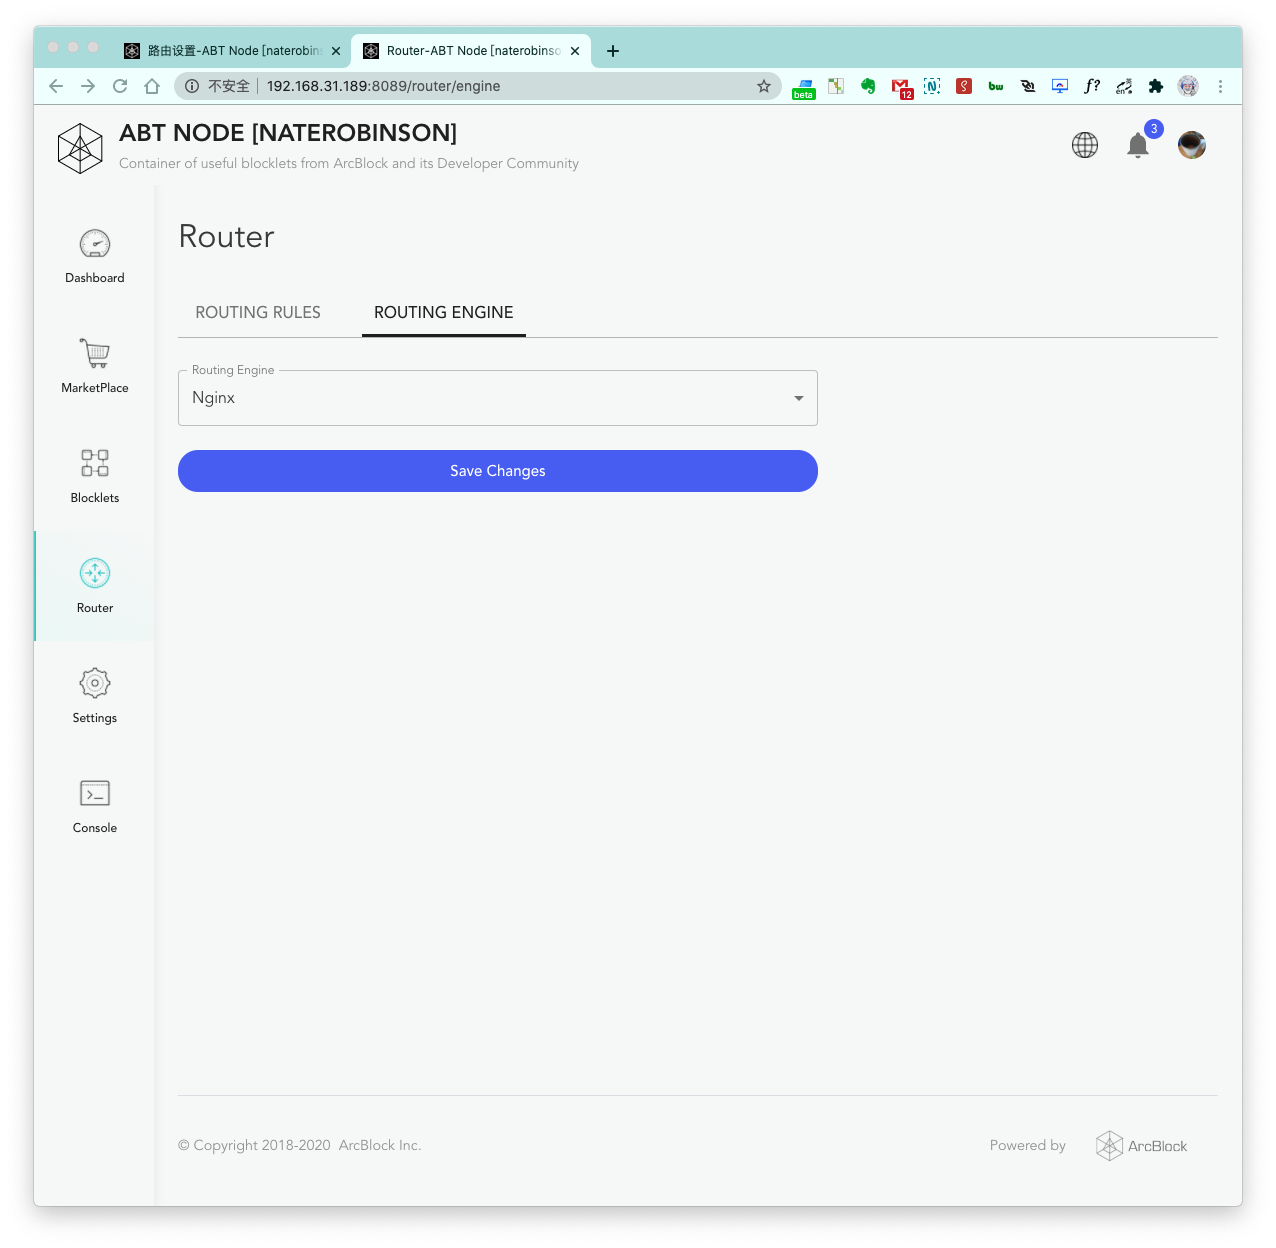 路由设置-ABT Node [naterobins
Router-ABT Node [naterobinso
不安全 192.168.31.189:8089/router/engine
beta
12
bw
f?
en
ABT NODE [NATEROBINSON]
Container of useful blocklets from ArcBlock and its Developer Community
3
Dashboard
MarketPlace
Blocklets
Router
Settings
Console
Router
ROUTING RULES
ROUTING ENGINE
Routing Engine
Nginx
Save Changes
© Copyright 2018-2020 ArcBlock Inc.
Powered by
ArcBlock